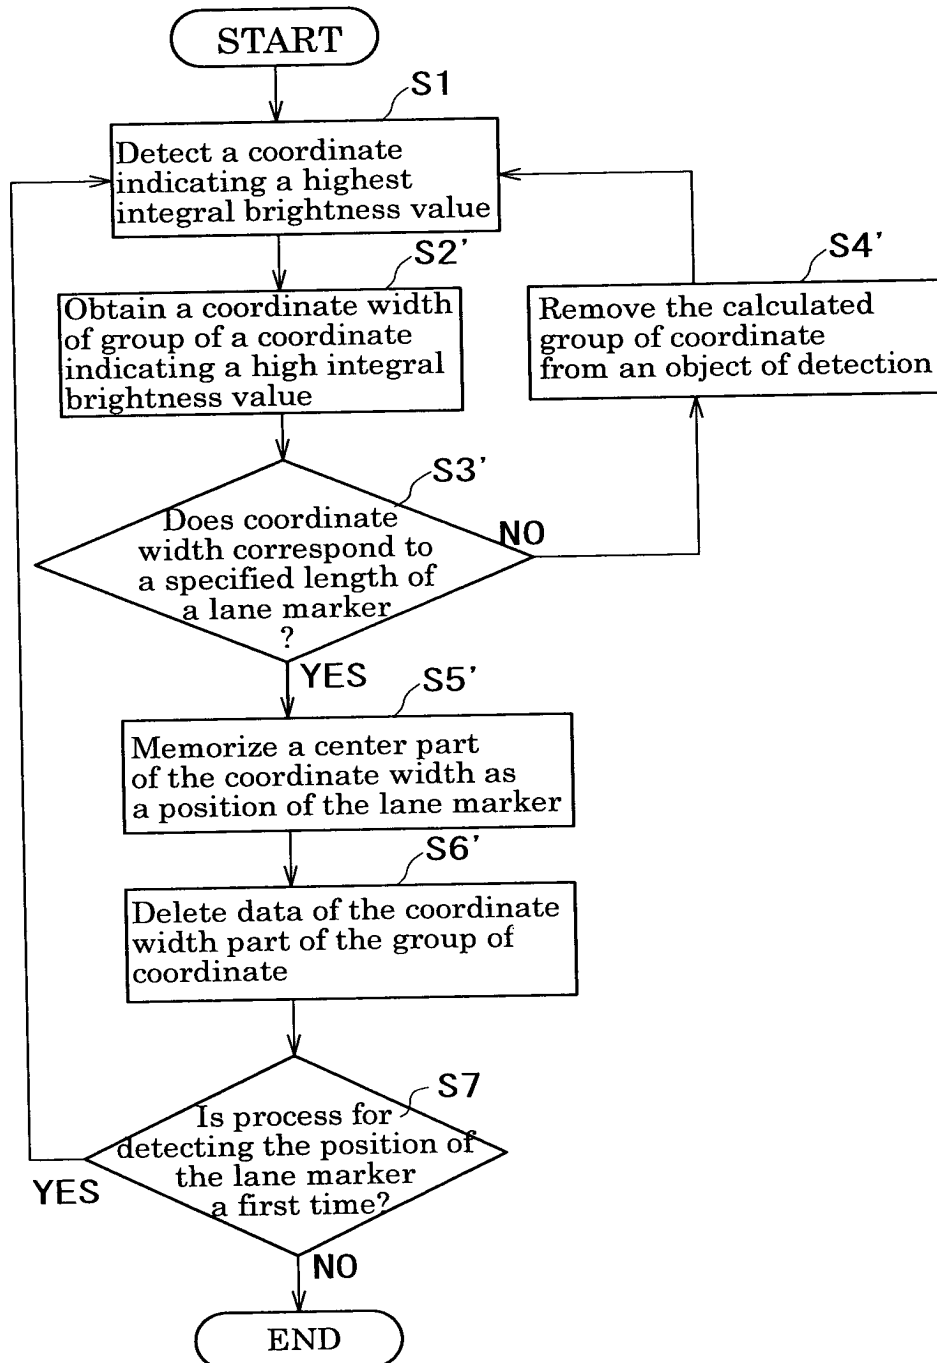 START
S1
Detect a coordinate
indicating a highest
integral brightness value
S2'
Obtain a coordinate width
of group of a coordinate
indicating a high integral
brightness value
S4'
Remove the calculated
group of coordinate
from an object of detection
S3'
Does coordinate
width correspond to
a specified length of
a lane marker
?
NO
YES
S5'
Memorize a center part
of the coordinate width as
a position of the lane marker
S6'
Delete data of the coordinate
width part of the group of
coordinate
S7
Is process for
detecting the position of
the lane marker
a first time?
YES
NO
END